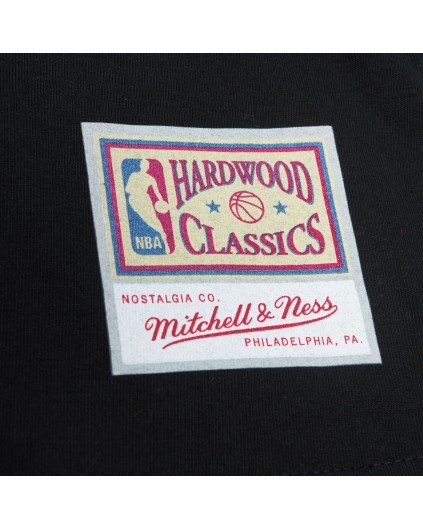 HARDWOOD
CLASSICS
NBA
NOSTALGIA CO.
Mitchell & Ness
PHILADELPHIA, PA.